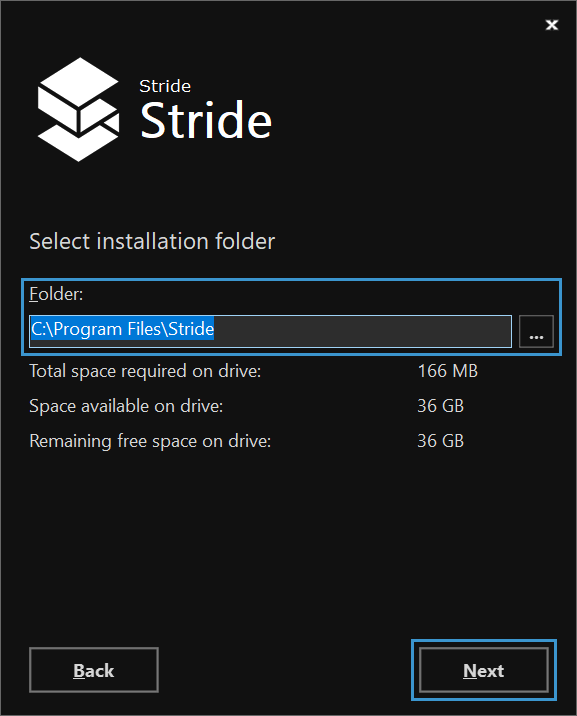 Stride
Stride
Select installation folder
Folder:
C:\Program Files\Stride
...
Total space required on drive: 166 MB
Space available on drive: 36 GB
Remaining free space on drive: 36 GB
Back Next